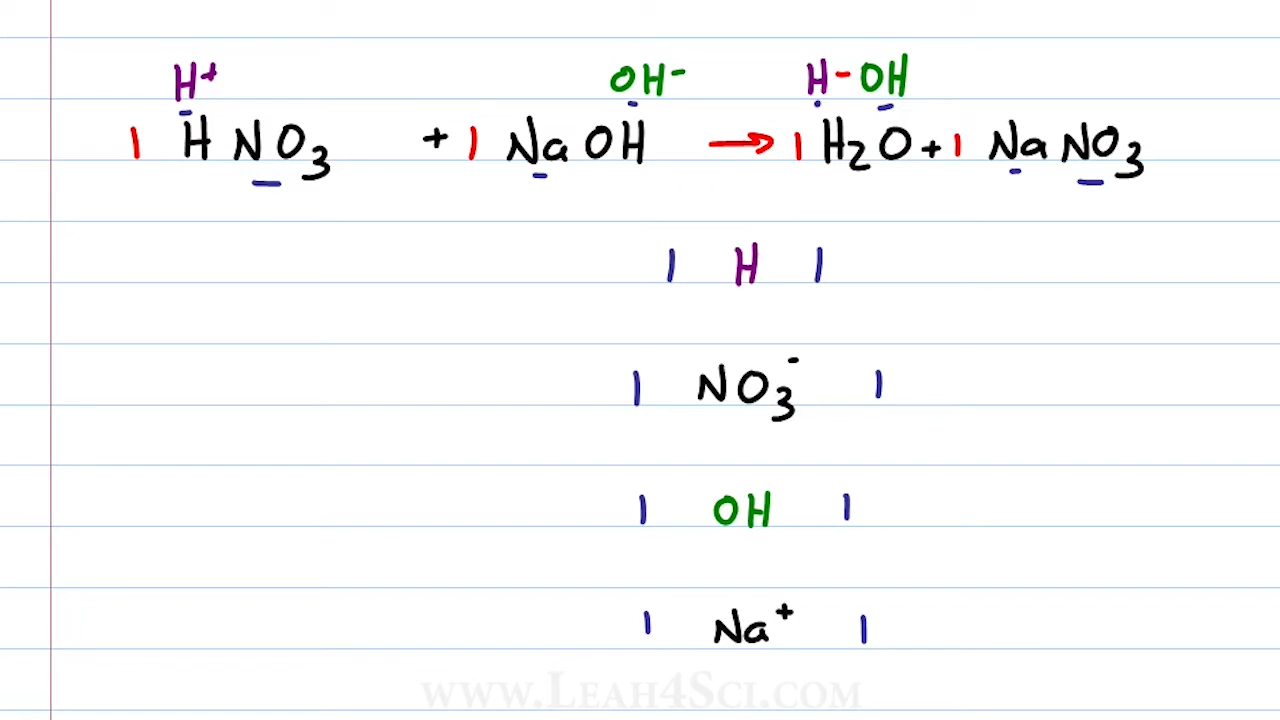 H+ OH- H-OH
1 HNO3 + 1 NaOH → 1 H2O + 1 NaNO3
1 H 1
1 NO3- 1
1 OH 1
1 Na+ 1
www.Leah4Sci.com